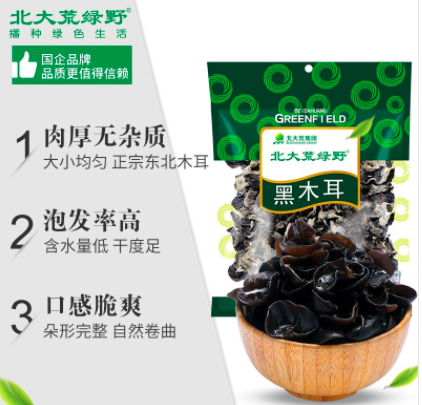 北大荒绿野®
播种绿色生活
国企品牌
品质更值得信赖
1 肉厚无杂质
大小均匀 正宗东北木耳
2 泡发率高
含水量低 干度足
3 口感脆爽
朵形完整 自然卷曲
BEIDAHUANG
GREENFIELD
北大荒集团
北大荒绿野®
黑木耳